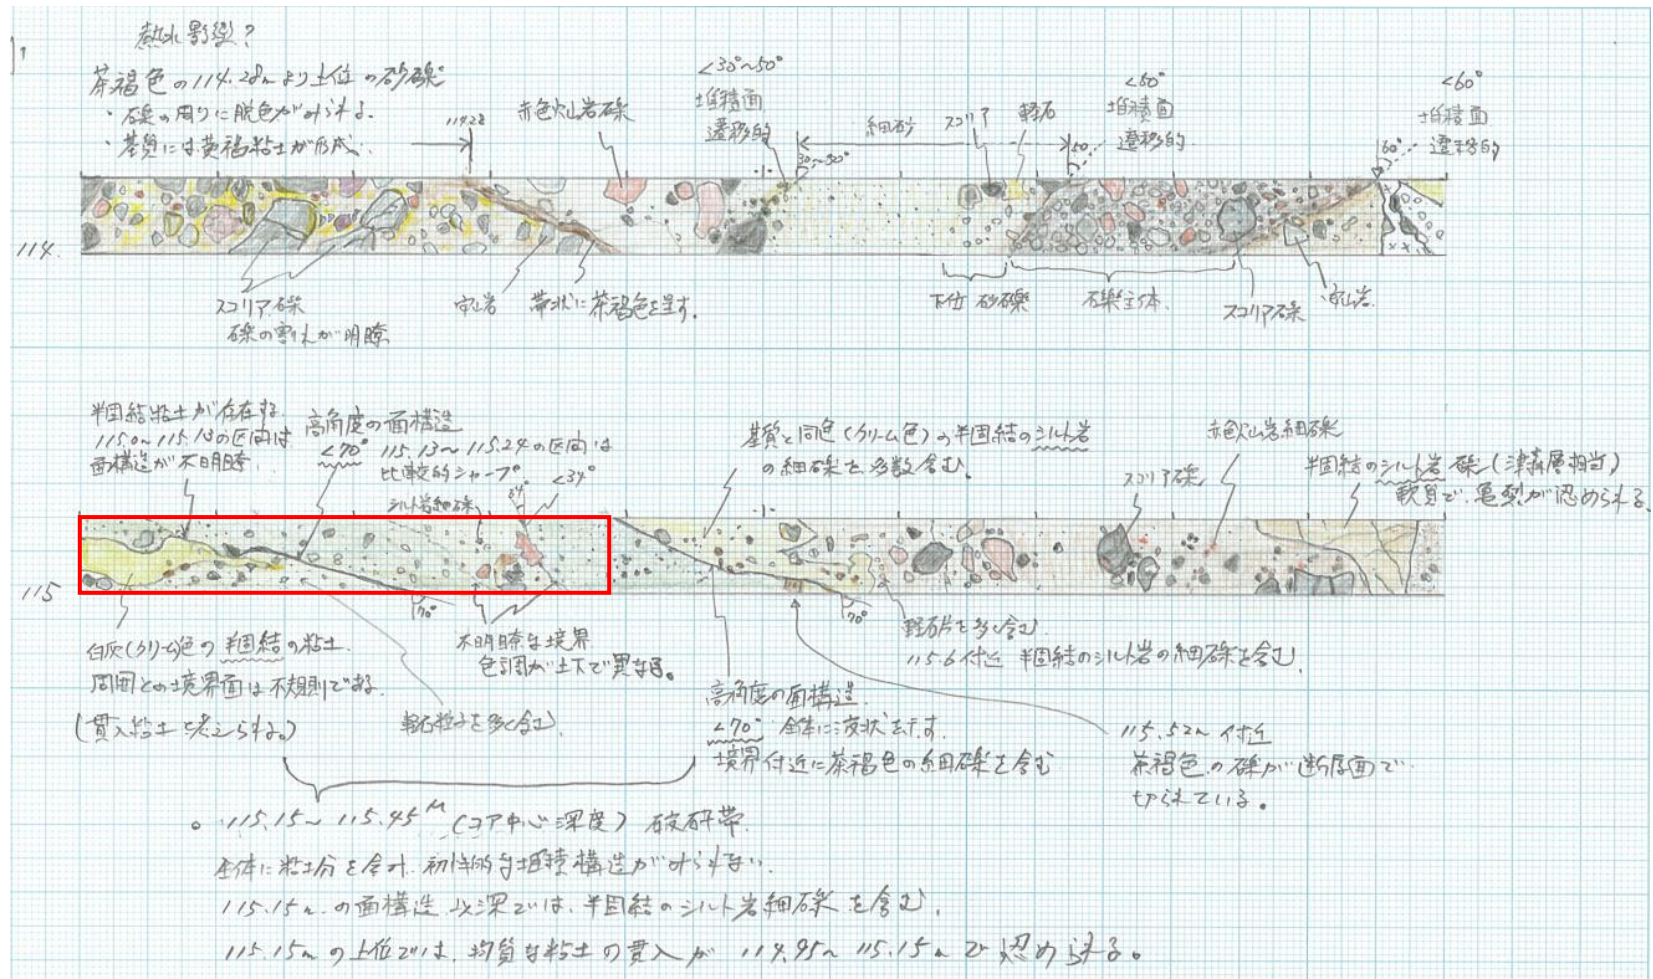 熱水影響?
茶褐色の114.28mより上位の砂礫
・礫の周りに脱色がみられる。
・基質には黄褐粘土が形成。
114.28
赤色火山岩礫
<30°~50°
堆積面
遷移的
30~50°
細砂
スコリア
軽石
<50°
堆積面
遷移的
50
<60°
堆積面
遷移的
60°
114.
スコリア礫
礫の割れが明瞭
安山岩
帯状に茶褐色を呈す。
下位 砂礫
礫主体.
スコリア礫
安山岩.
半固結粘土が存在する.
115.0~115.13の区間は
面構造が不明瞭.
高角度の面構造
<70°
115.13~115.24の区間は
比較的シャープ
シルト岩細礫
34°
<34°
基質と同色(クリーム色)の半固結のシルト岩
の細礫を多数含む。
スコリア礫
赤色火山岩細礫
半固結のシルト岩礫(津森層相当)
軟質で、亀裂が認められる.
115
70°
70°
白灰(クリーム)色の半固結の粘土.
周囲との境界面は不規則である.
(貫入粘土と考えられる。)
軽石粒子を多く含む.
不明瞭な境界
色調が上下で異なる。
高角度の面構造.
<70° 全体に波状を示す.
境界付近に茶褐色の細礫を含む
軽石片を多く含む.
115.6付近 半固結のシルト岩の細礫を含む.
115.52m付近
茶褐色の礫が断層面で
切られている。
。115.15~115.45M(コア中心深度) 破砕帯.
全体に粘土分を含み、初生的な堆積構造がみられない.
115.15m.の面構造以深では、半固結のシルト岩細礫を含む.
115.15mの上位では、均質な粘土の貫入が 114.95~115.15mで認められる。